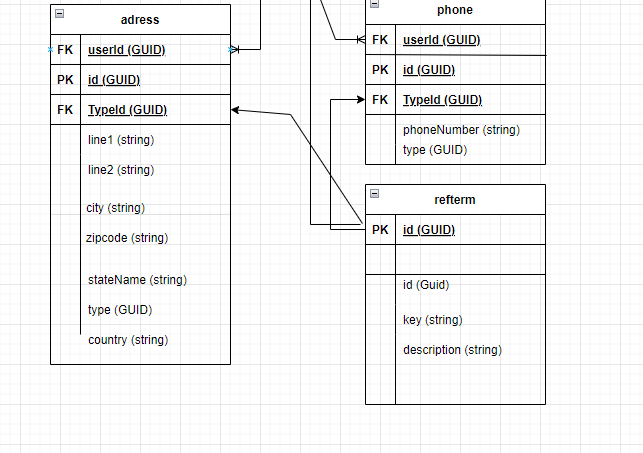 adress
FK userId (GUID)
PK id (GUID)
FK TypeId (GUID)
line1 (string)
line2 (string)
city (string)
zipcode (string)
stateName (string)
type (GUID)
country (string)
phone
FK userId (GUID)
PK id (GUID)
FK TypeId (GUID)
phoneNumber (string)
type (GUID)
refterm
PK id (GUID)
id (Guid)
key (string)
description (string)